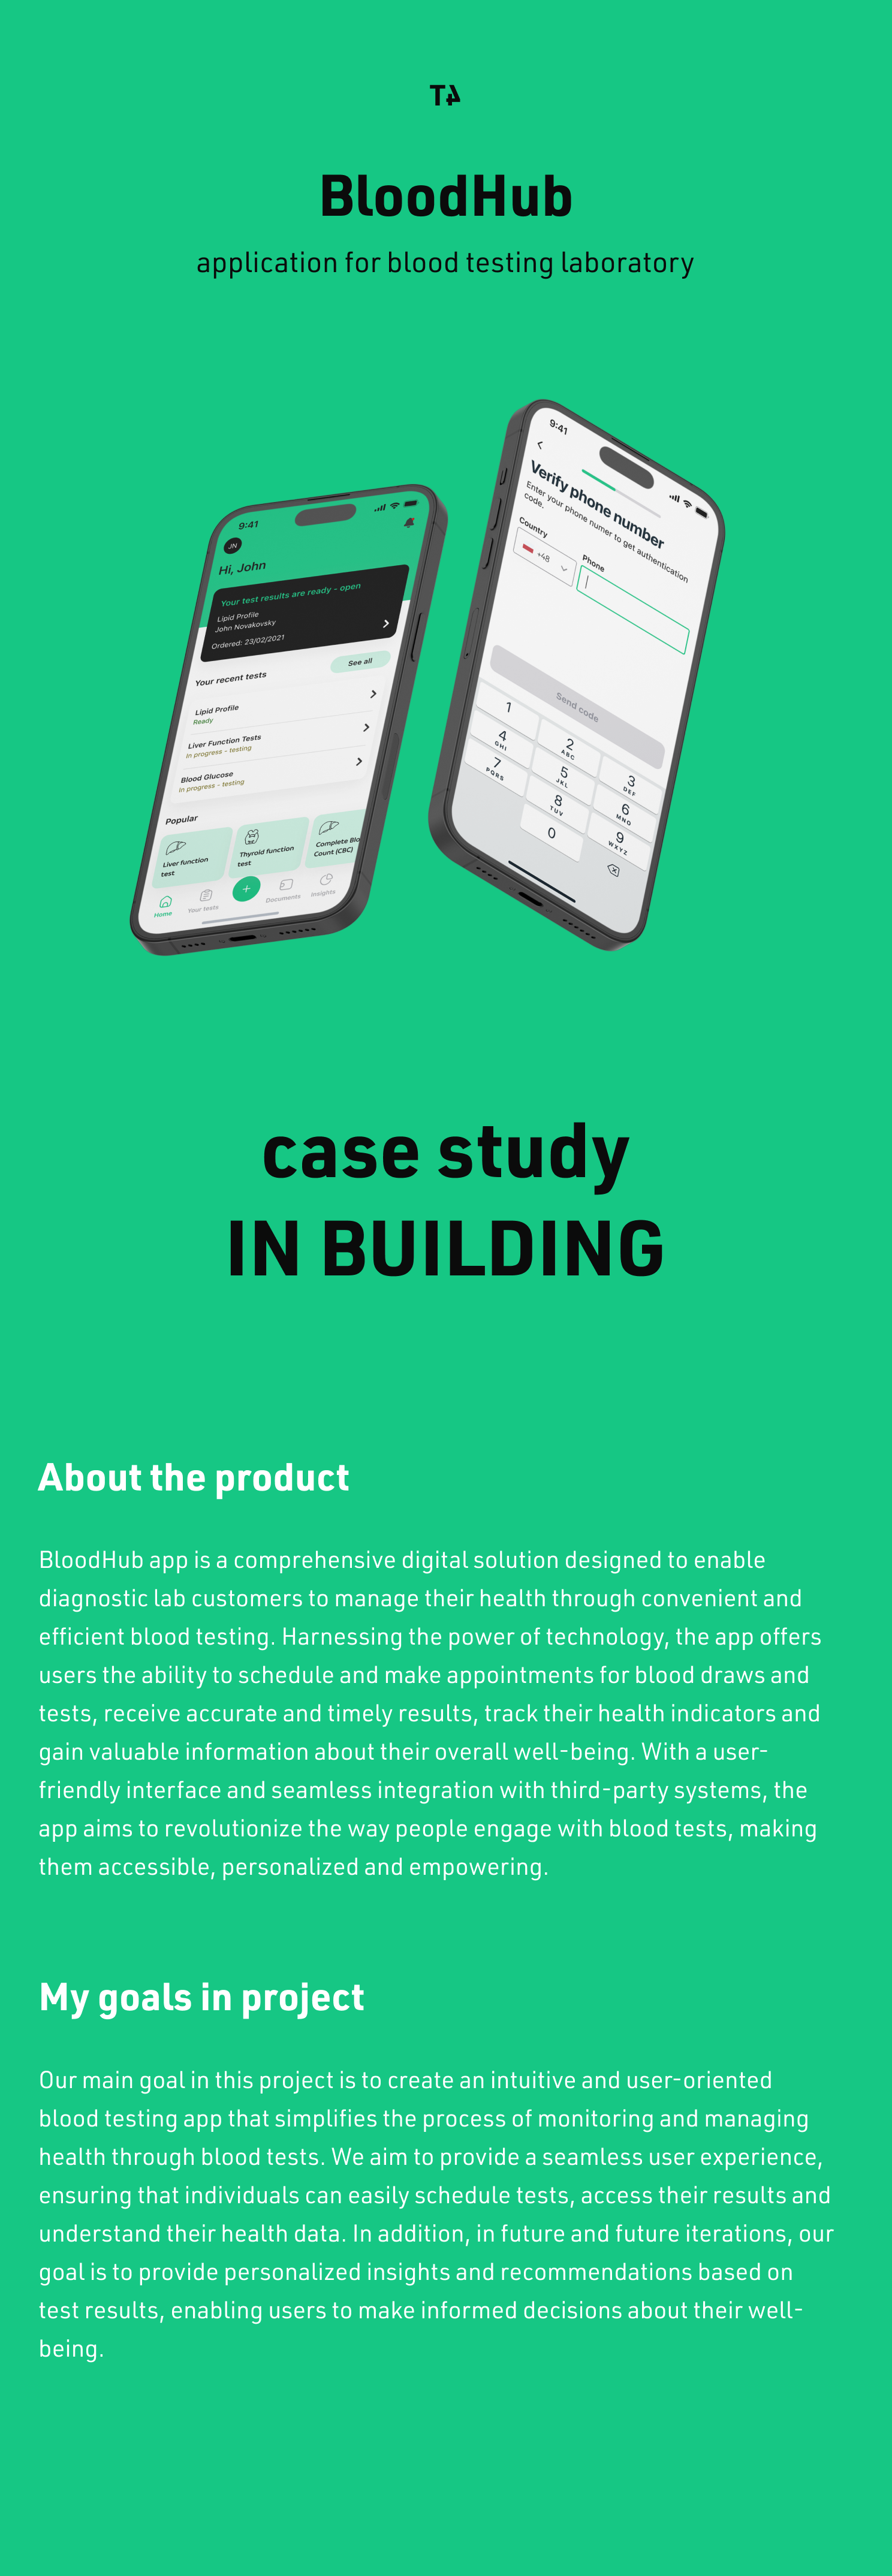 T4
BloodHub
application for blood testing laboratory
9:41
JN
Hi, John
Your test results are ready - open
Lipid Profile
John Novakovsky
Ordered: 23/02/2021
Your recent tests
See all
Lipid Profile
Ready
Liver Function Tests
In progress - testing
Blood Glucose
In progress - testing
Popular
Liver function
test
Thyroid function
test
Complete Blo
Count (CBC)
Home
Your tests
+
Documents
Insights
9:41
Verify phone number
Enter your phone numer to get authentication
code.
Country
Phone
+48
Send code
1
2
ABC
3
DEF
4
GHI
5
JKL
6
MNO
7
PQRS
8
TUV
9
WXYZ
0
case study
IN BUILDING
About the product
BloodHub app is a comprehensive digital solution designed to enable
diagnostic lab customers to manage their health through convenient and
efficient blood testing. Harnessing the power of technology, the app offers
users the ability to schedule and make appointments for blood draws and
tests, receive accurate and timely results, track their health indicators and
gain valuable information about their overall well-being. With a user-
friendly interface and seamless integration with third-party systems, the
app aims to revolutionize the way people engage with blood tests, making
them accessible, personalized and empowering.
My goals in project
Our main goal in this project is to create an intuitive and user-oriented
blood testing app that simplifies the process of monitoring and managing
health through blood tests. We aim to provide a seamless user experience,
ensuring that individuals can easily schedule tests, access their results and
understand their health data. In addition, in future and future iterations, our
goal is to provide personalized insights and recommendations based on
test results, enabling users to make informed decisions about their well-
being.